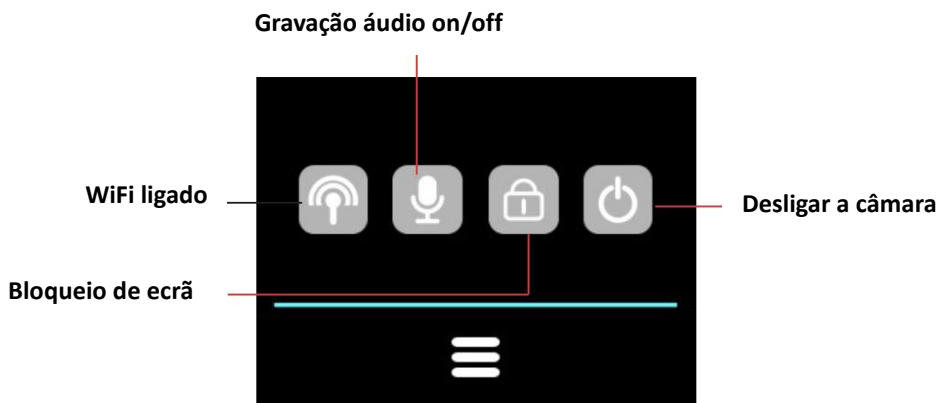 Gravação áudio on/off
WiFi ligado
Desligar a câmara
Bloqueio de ecrã